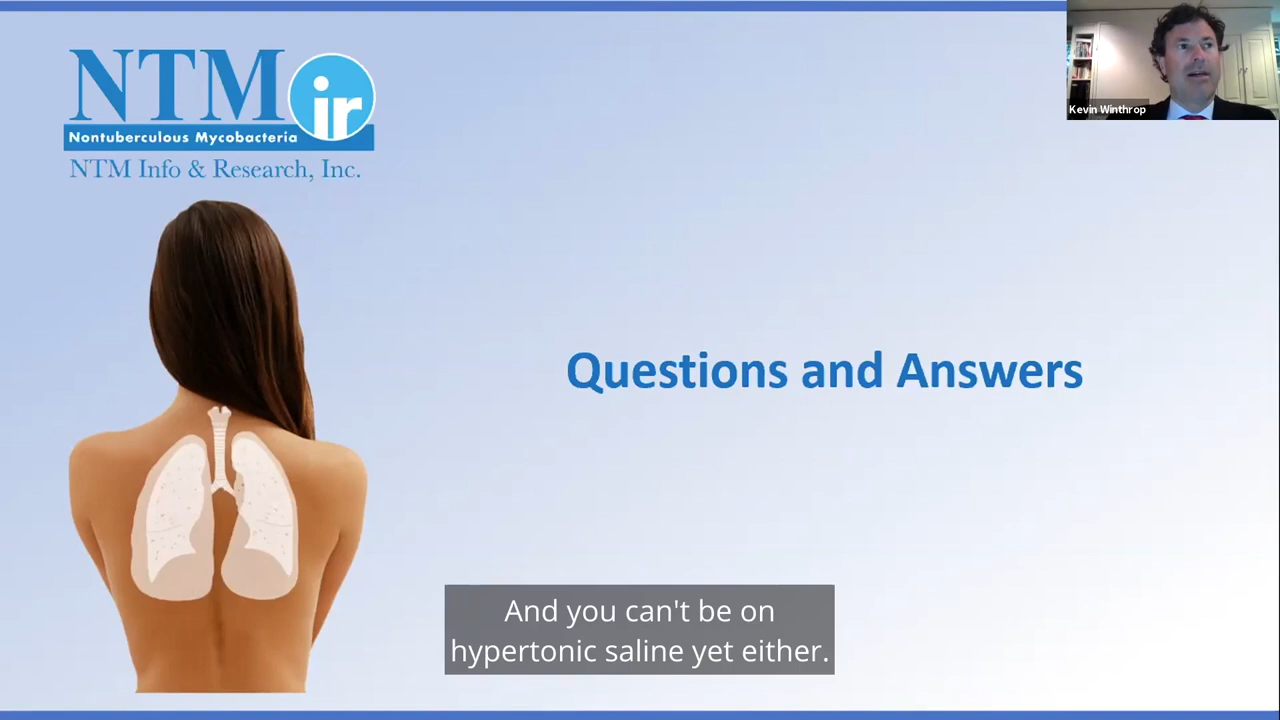 NTM
ir
Nontuberculous Mycobacteria
NTM Info & Research, Inc.
Kevin Winthrop
Questions and Answers
And you can't be on
hypertonic saline yet either.